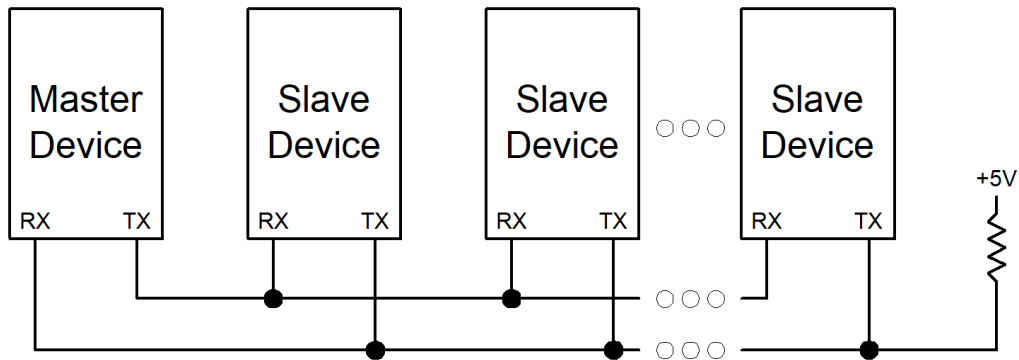 Master
Device
Slave
Device
Slave
Device
Slave
Device
+5V
RX TX
RX TX
RX TX
RX TX